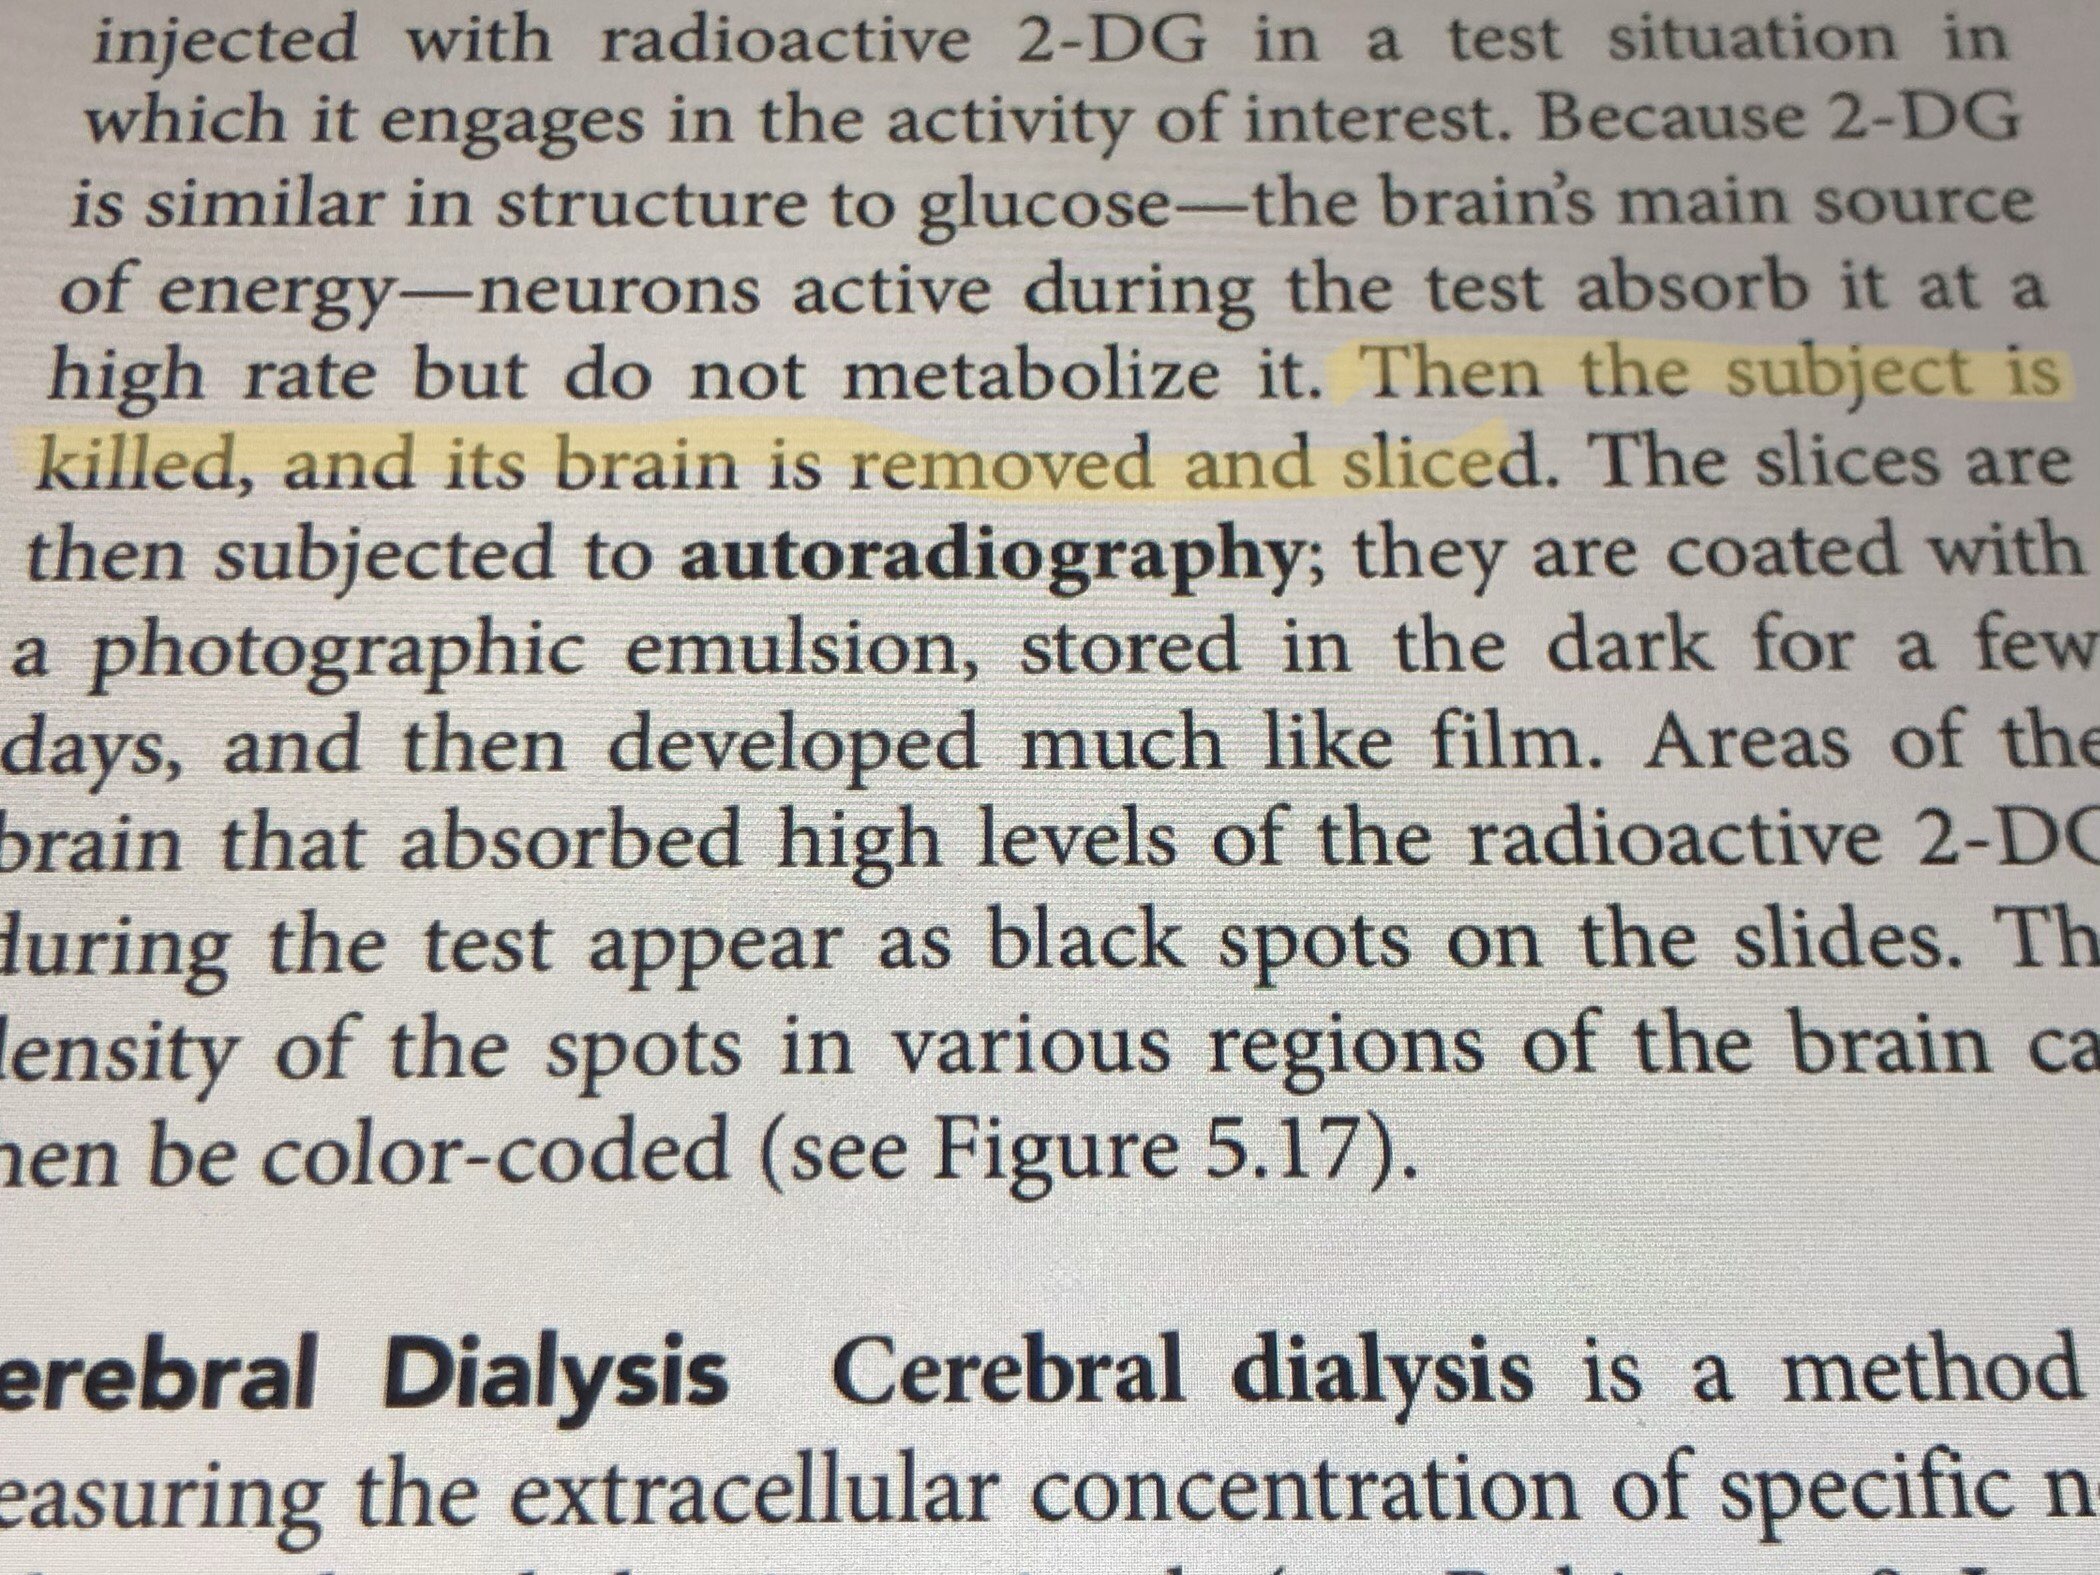 injected with radioactive 2-DG in a test situation in
which it engages in the activity of interest. Because 2-DG
is similar in structure to glucose—the brain's main source
of energy—neurons active during the test absorb it at a
high rate but do not metabolize it. Then the subject is
killed, and its brain is removed and sliced. The slices are
then subjected to autoradiography; they are coated with
a photographic emulsion, stored in the dark for a few
days, and then developed much like film. Areas of the
brain that absorbed high levels of the radioactive 2-DG
during the test appear as black spots on the slides. Th
ensity of the spots in various regions of the brain ca
hen be color-coded (see Figure 5.17).
erebral Dialysis Cerebral dialysis is a method
easuring the extracellular concentration of specific n